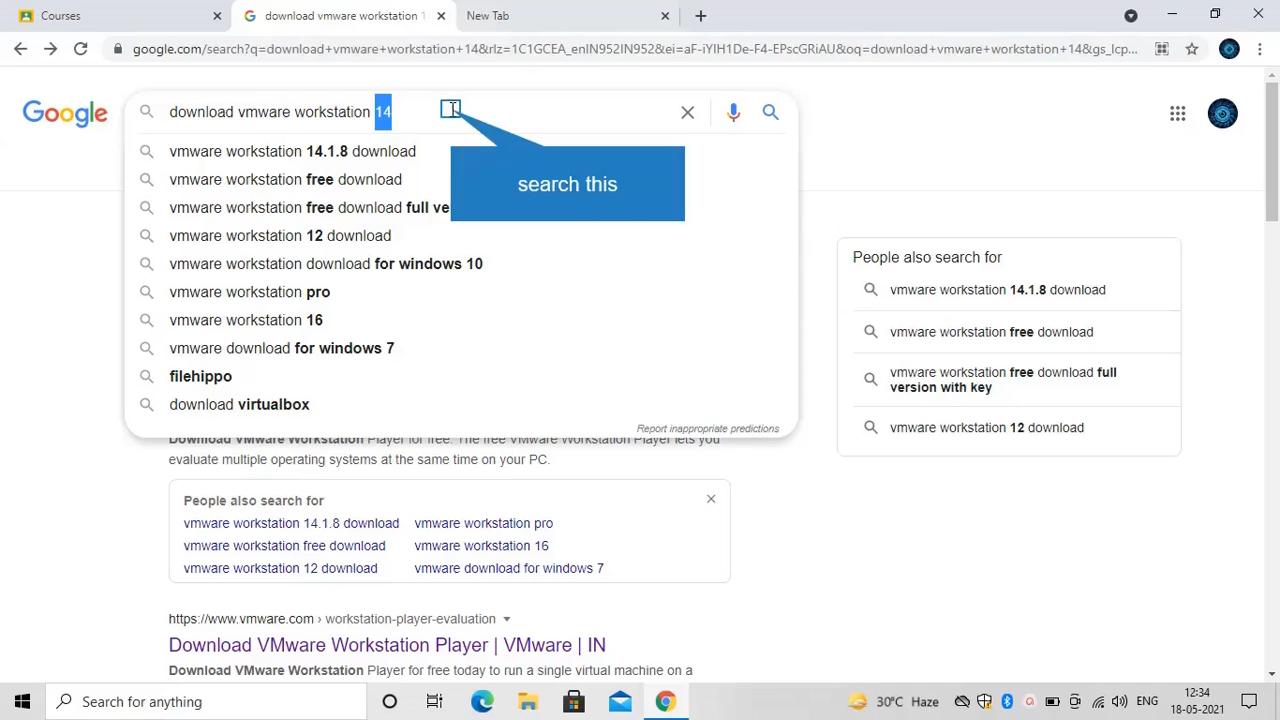 Courses
download vmware workstation 1
New Tab
google.com/search?q=download+vmware+workstation+14&rlz=1C1GCEA_enIN952IN952&ei=aF-iYIH1De-F4-EPscGRiAU&oq=download+vmware+workstation+14&gs_lcp...
Google
download vmware workstation 14
search this
vmware workstation 14.1.8 download
vmware workstation free download
vmware workstation free download full ve
vmware workstation 12 download
vmware workstation download for windows 10
vmware workstation pro
vmware workstation 16
vmware download for windows 7
filehippo
download virtualbox
Report inappropriate predictions
People also search for
vmware workstation 14.1.8 download
vmware workstation free download
vmware workstation free download full
version with key
vmware workstation 12 download
Download VMware Workstation Player for free. The free VMware Workstation Player lets you
evaluate multiple operating systems at the same time on your PC.
People also search for
vmware workstation 14.1.8 download
vmware workstation pro
vmware workstation free download
vmware workstation 16
vmware workstation 12 download
vmware download for windows 7
https://www.vmware.com › workstation-player-evaluation
Download VMware Workstation Player | VMware | IN
Download VMware Workstation Player for free today to run a single virtual machine on a
Search for anything
30°C Haze
ENG
12:34
18-05-2021